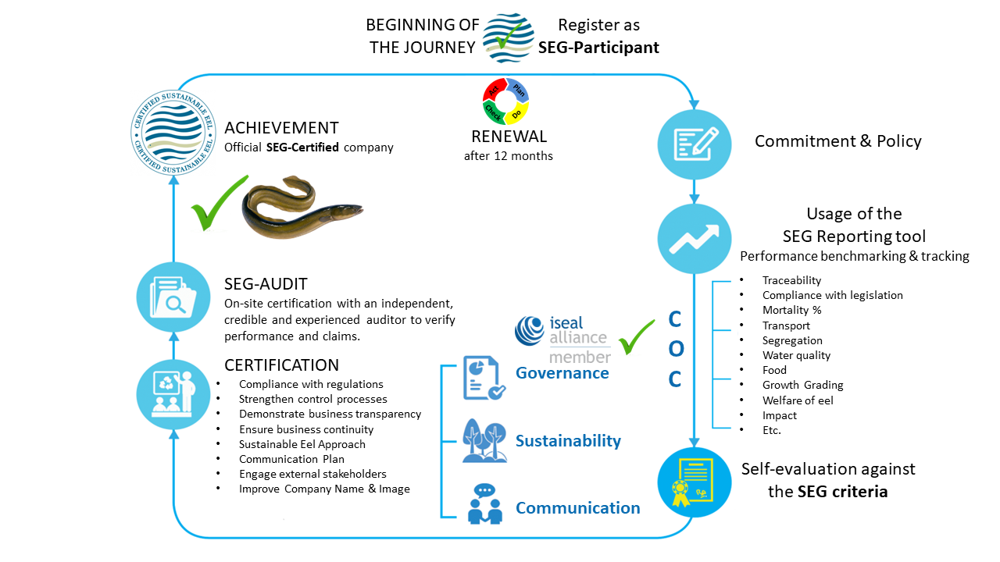 BEGINNING OF
THE JOURNEY
Register as
SEG-Participant
CERTIFIED SUSTAINABLE EEL
CERTIFIED SUSTAINABLE EEL
ACHIEVEMENT
Official SEG-Certified company
Act
Plan
Check
Do
RENEWAL
after 12 months
Commitment & Policy
Usage of the
SEG Reporting tool
Performance benchmarking & tracking
• Traceability
• Compliance with legislation
• Mortality %
• Transport
• Segregation
• Water quality
• Food
• Growth Grading
• Welfare of eel
• Impact
• Etc.
C
O
C
Self-evaluation against
the SEG criteria
SEG-AUDIT
On-site certification with an independent,
credible and experienced auditor to verify
performance and claims.
CERTIFICATION
• Compliance with regulations
• Strengthen control processes
• Demonstrate business transparency
• Ensure business continuity
• Sustainable Eel Approach
• Communication Plan
• Engage external stakeholders
• Improve Company Name & Image
iseal
alliance
member
Governance
Sustainability
Communication